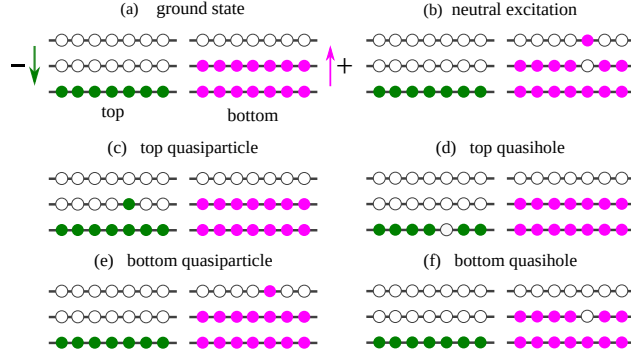 (a) ground state
(b) neutral excitation
− +
top bottom
(c) top quasiparticle
(d) top quasihole
(e) bottom quasiparticle
(f) bottom quasihole